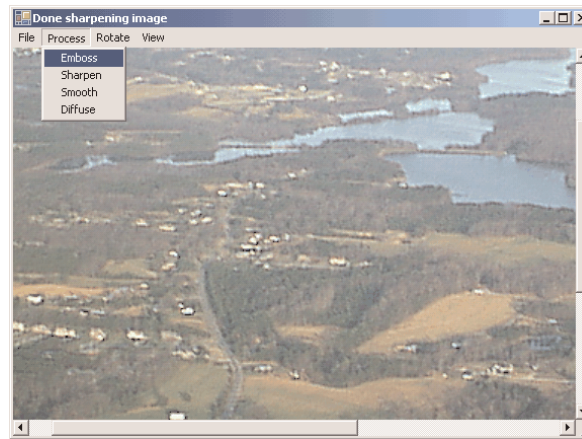 Done sharpening image
File Process Rotate View
Emboss
Sharpen
Smooth
Diffuse